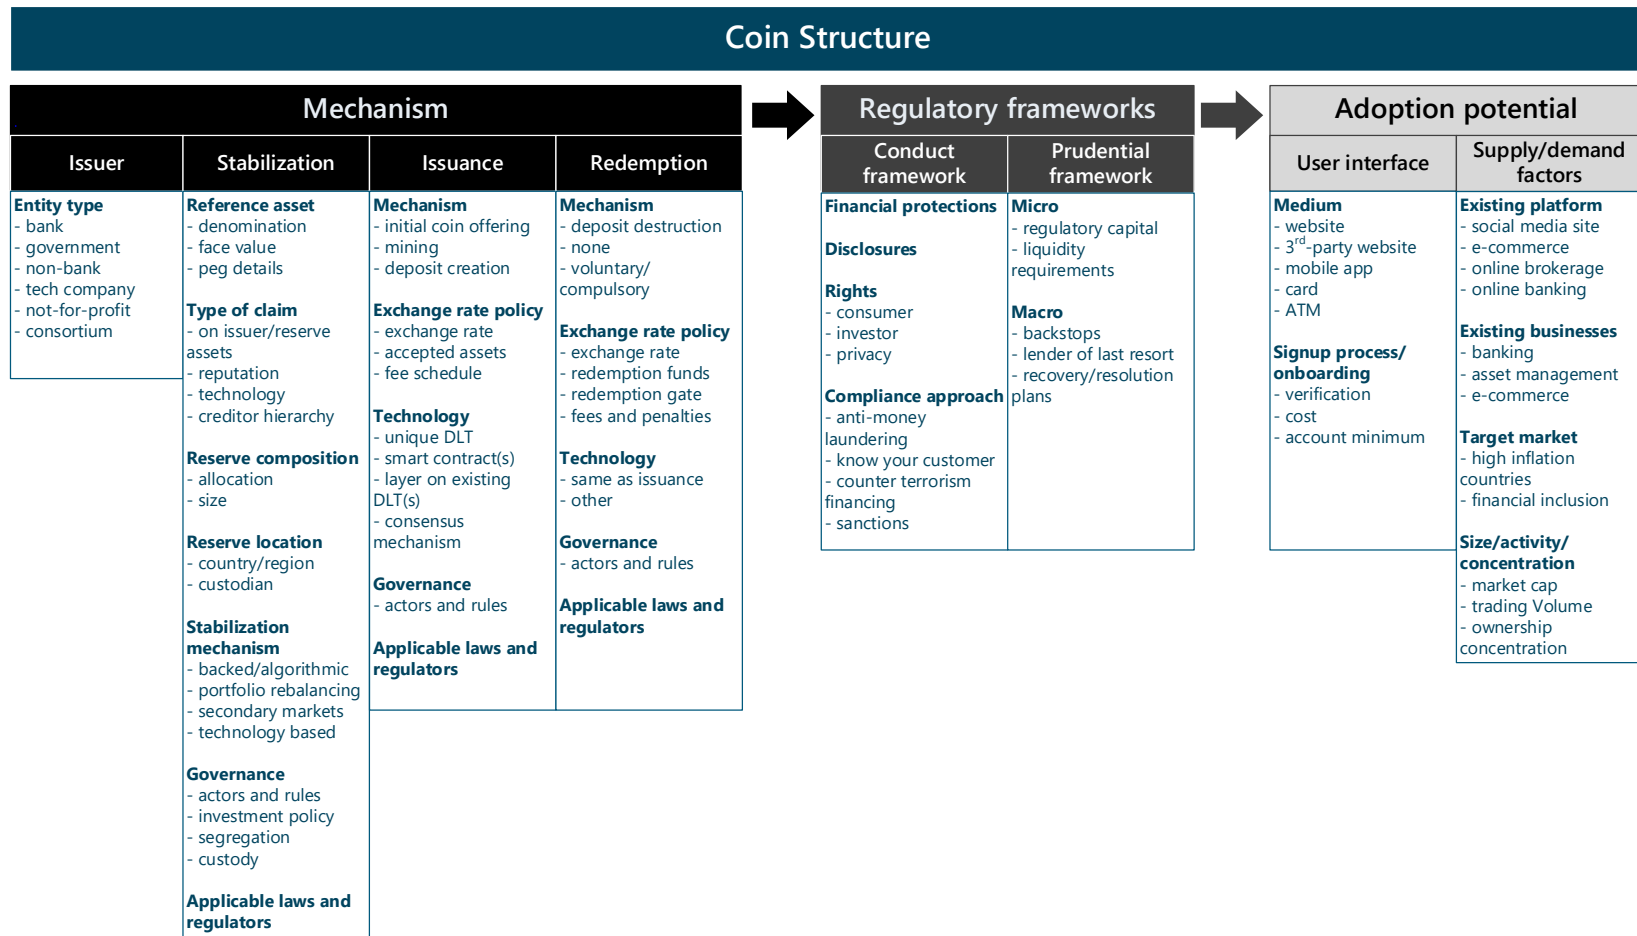 Coin Structure
Mechanism
Issuer
Stabilization
Issuance
Redemption
Entity type
- bank
- government
- non-bank
- tech company
- not-for-profit
- consortium
Reference asset
- denomination
- face value
- peg details
Type of claim
- on issuer/reserve
assets
- reputation
- technology
- creditor hierarchy
Reserve composition
- allocation
- size
Reserve location
- country/region
- custodian
Stabilization
mechanism
- backed/algorithmic
- portfolio rebalancing
- secondary markets
- technology based
Governance
- actors and rules
- investment policy
- segregation
- custody
Applicable laws and
regulators
Mechanism
- initial coin offering
- mining
- deposit creation
Exchange rate policy
- exchange rate
- accepted assets
- fee schedule
Technology
- unique DLT
- smart contract(s)
- layer on existing
DLT(s)
- consensus
mechanism
Governance
- actors and rules
Applicable laws and
regulators
Mechanism
- deposit destruction
- none
- voluntary/
compulsory
Exchange rate policy
- exchange rate
- redemption funds
- redemption gate
- fees and penalties
Technology
- same as issuance
- other
Governance
- actors and rules
Applicable laws and
regulators
Regulatory frameworks
Conduct
framework
Prudential
framework
Financial protections
Disclosures
Rights
- consumer
- investor
- privacy
Compliance approach
- anti-money
laundering
- know your customer
- counter terrorism
financing
- sanctions
Micro
- regulatory capital
- liquidity
requirements
Macro
- backstops
- lender of last resort
- recovery/resolution
plans
Adoption potential
User interface
Supply/demand
factors
Medium
- website
- 3rd-party website
- mobile app
- card
- ATM
Signup process/
onboarding
- verification
- cost
- account minimum
Existing platform
- social media site
- e-commerce
- online brokerage
- online banking
Existing businesses
- banking
- asset management
- e-commerce
Target market
- high inflation
countries
- financial inclusion
Size/activity/
concentration
- market cap
- trading Volume
- ownership
concentration